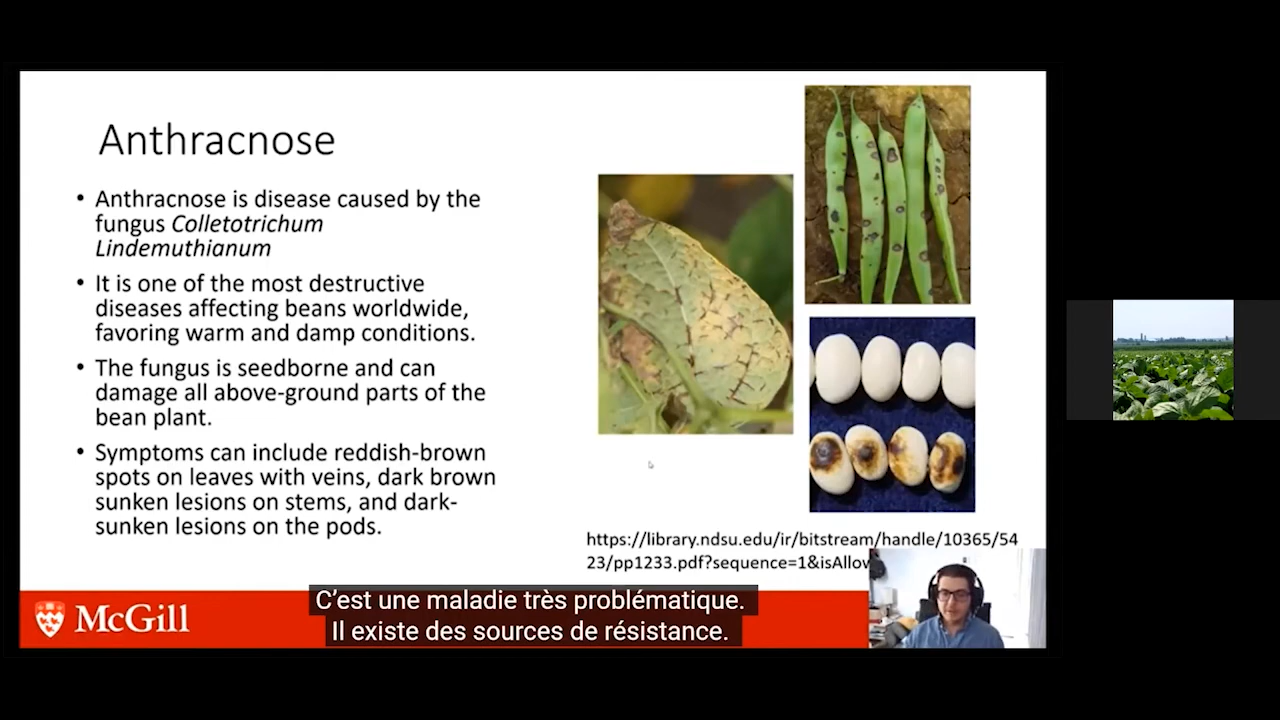 Anthracnose
• Anthracnose is disease caused by the
fungus Colletotrichum
Lindemuthianum
• It is one of the most destructive
diseases affecting beans worldwide,
favoring warm and damp conditions.
• The fungus is seedborne and can
damage all above-ground parts of the
bean plant.
• Symptoms can include reddish-brown
spots on leaves with veins, dark brown
sunken lesions on stems, and dark-
sunken lesions on the pods.
https://library.ndsu.edu/ir/bitstream/handle/10365/54
23/pp1233.pdf?sequence=1&isAllow
McGill
C’est une maladie très problématique.
Il existe des sources de résistance.